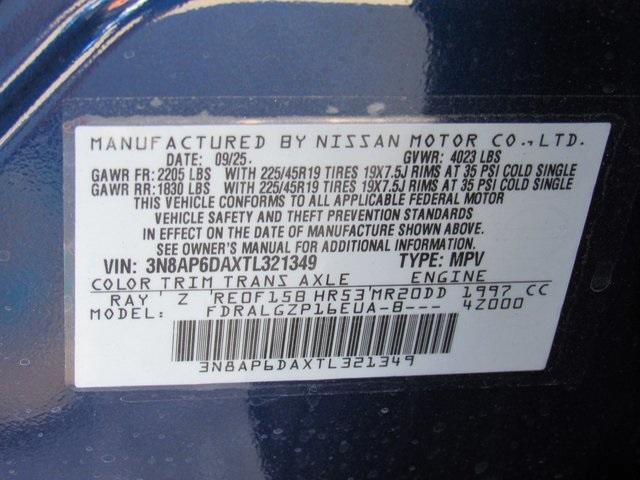 MANUFACTURED BY NISSAN MOTOR CO., LTD.
DATE: 09/25. GVWR: 4023 LBS
GAWR FR: 2205 LBS WITH 225/45R19 TIRES 19X7.5J RIMS AT 35 PSI COLD SINGLE
GAWR RR: 1830 LBS WITH 225/45R19 TIRES 19X7.5J RIMS AT 35 PSI COLD SINGLE
THIS VEHICLE CONFORMS TO ALL APPLICABLE FEDERAL MOTOR
VEHICLE SAFETY AND THEFT PREVENTION STANDARDS
IN EFFECT ON THE DATE OF MANUFACTURE SHOWN ABOVE.
SEE OWNER'S MANUAL FOR ADDITIONAL INFORMATION.
VIN: 3N8AP6DAXTL321349 TYPE: MPV
COLOR TRIM TRANS AXLE ENGINE
RAY' Z RE0F15B HR53 MR20DD 1997 CC
MODEL: FDRALGZP16EUA-B--- 4Z000
3N8AP6DAXTL321349